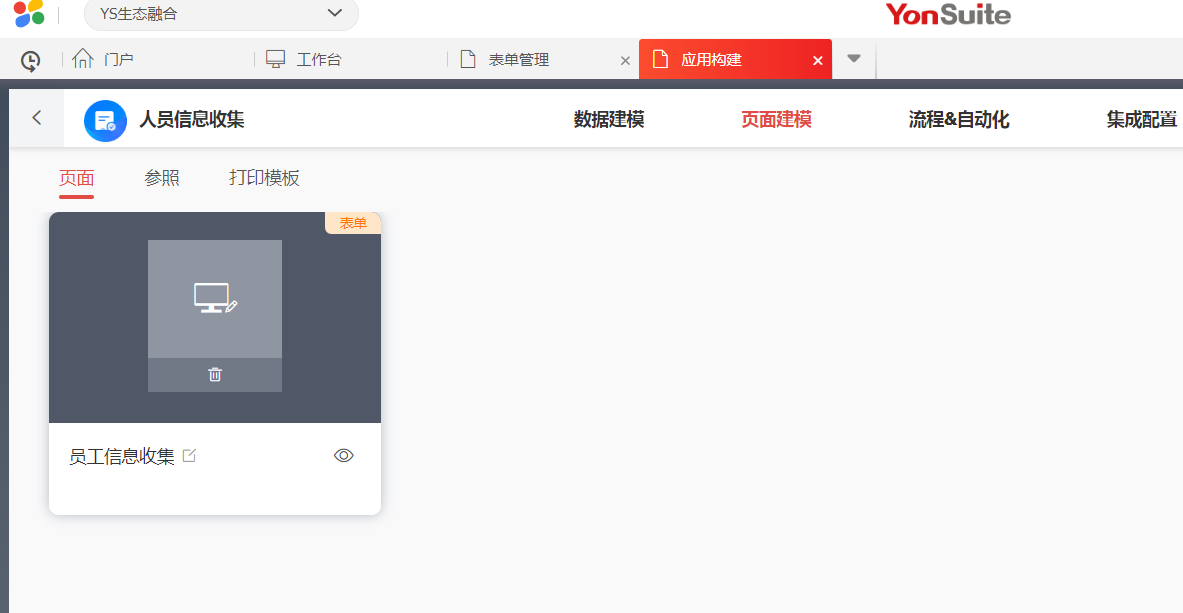 YS生态融合
YonSuite
门户
工作台
表单管理
应用构建
人员信息收集
数据建模
页面建模
流程&自动化
集成配置
页面
参照
打印模板
表单
员工信息收集